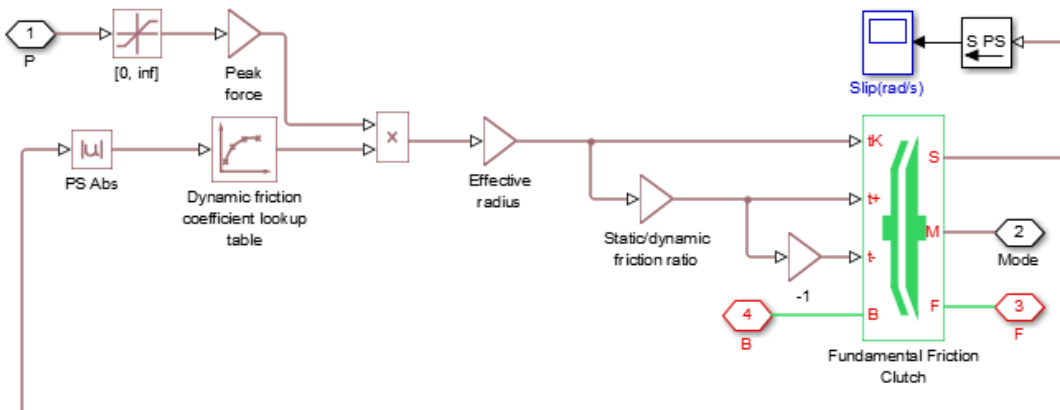 1
P
[0, inf]
Peak
force
|u|
PS Abs
Dynamic friction
coefficient lookup
table
x
Effective
radius
Static/dynamic
friction ratio
-1
4
B
Slip(rad/s)
S PS
tK
t+
t-
B
S
M
F
Fundamental Friction
Clutch
2
Mode
3
F